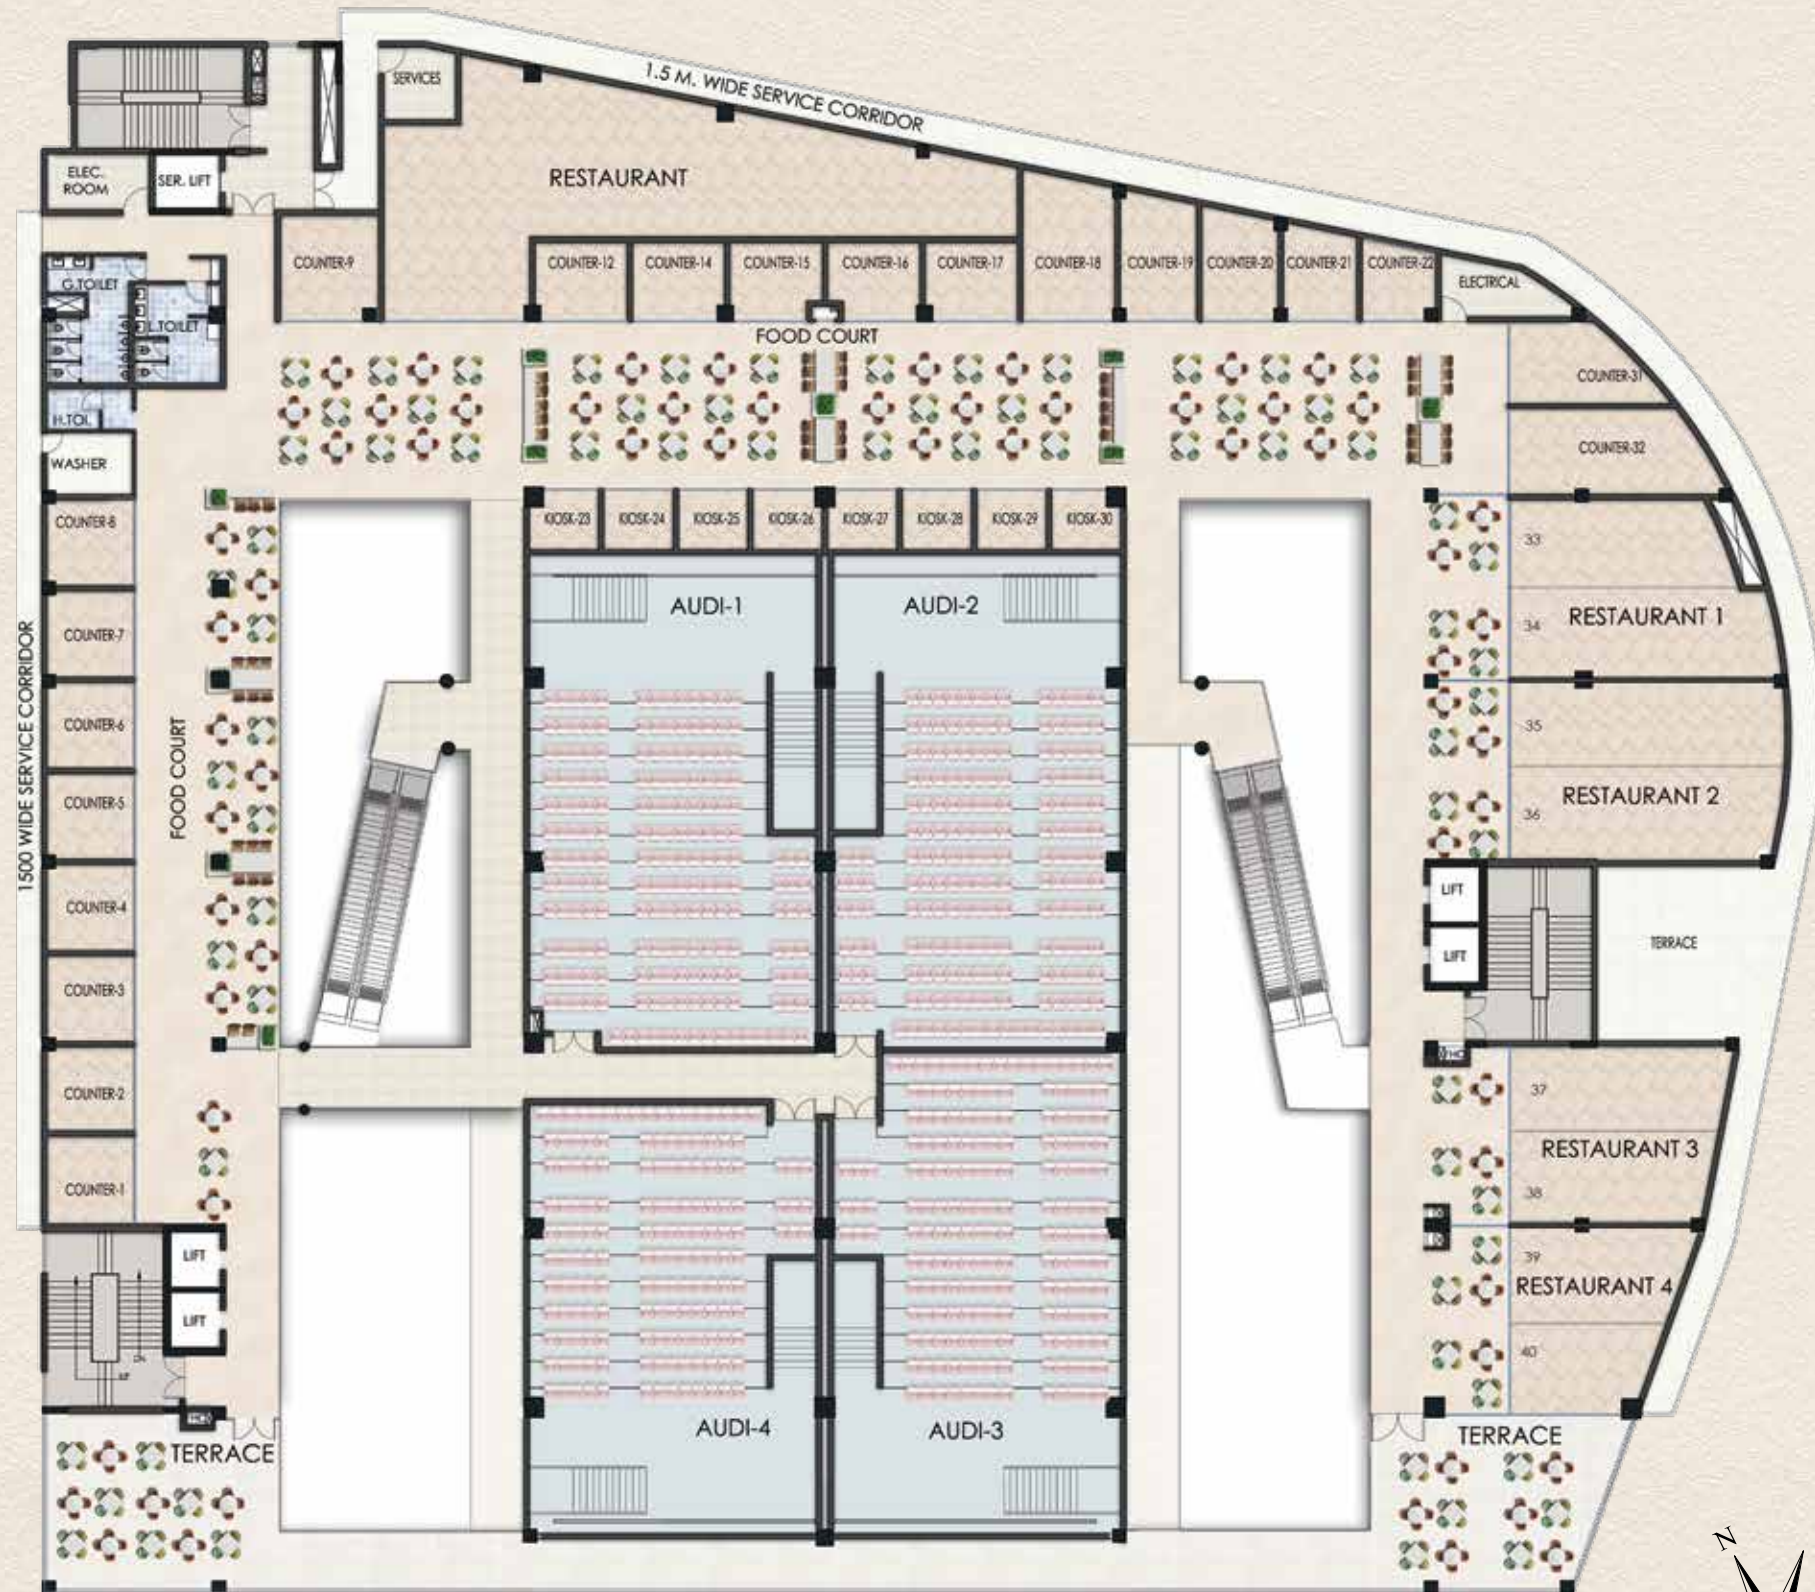 SERVICES
1.5 M. WIDE SERVICE CORRIDOR
RESTAURANT
ELEC.
ROOM
SER. LIFT
COUNTER-9
COUNTER-12
COUNTER-14
COUNTER-15
COUNTER-16
COUNTER-17
COUNTER-18
COUNTER-19
COUNTER-20
COUNTER-21
COUNTER-22
ELECTRICAL
G.TOILET
L.TOILET
FOOD COURT
COUNTER-31
H.TOI.
COUNTER-32
WASHER
COUNTER-8
KIOSK-23
KIOSK-24
KIOSK-25
KIOSK-26
KIOSK-27
KIOSK-28
KIOSK-29
KIOSK-30
33
AUDI-1
AUDI-2
34
RESTAURANT 1
COUNTER-7
1500 WIDE SERVICE CORRIDOR
COUNTER-6
FOOD COURT
35
RESTAURANT 2
36
COUNTER-5
COUNTER-4
LIFT
LIFT
TERRACE
COUNTER-3
COUNTER-2
37
RESTAURANT 3
38
COUNTER-1
LIFT
LIFT
39
RESTAURANT 4
40
AUDI-4
AUDI-3
TERRACE
TERRACE
N